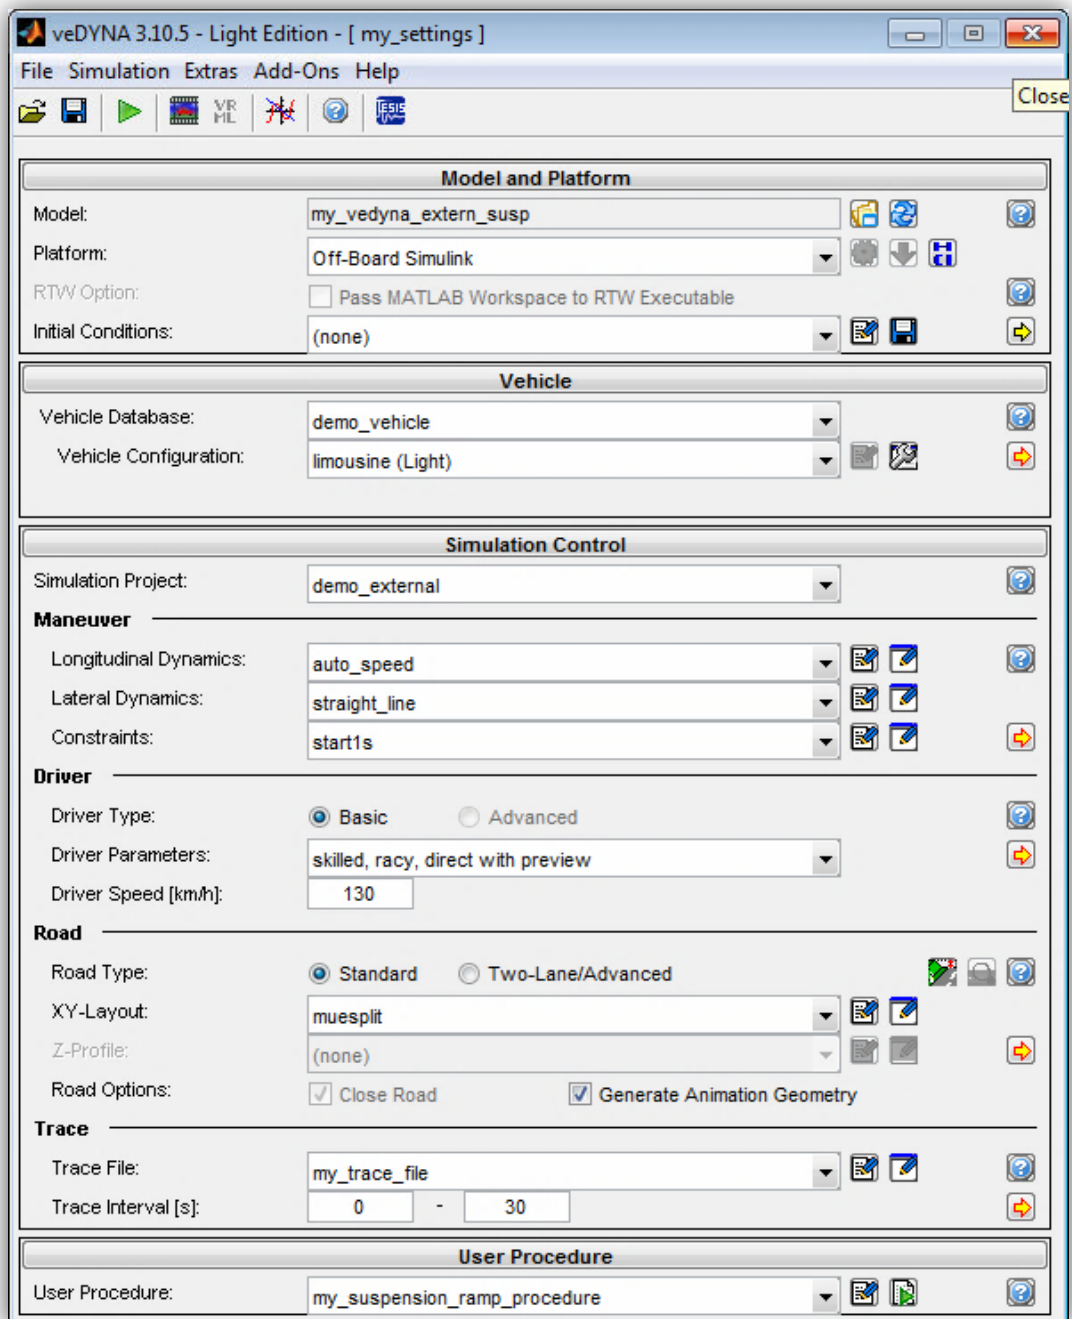 veDYNA 3.10.5 - Light Edition - [ my_settings ]
File Simulation Extras Add-Ons Help
Close
VR
ML
TESIS
Model and Platform
Model: my_vedyna_extern_susp
Platform: Off-Board Simulink
RTW Option: Pass MATLAB Workspace to RTW Executable
Initial Conditions: (none)
Vehicle
Vehicle Database: demo_vehicle
Vehicle Configuration: limousine (Light)
Simulation Control
Simulation Project: demo_external
Maneuver
Longitudinal Dynamics: auto_speed
Lateral Dynamics: straight_line
Constraints: start1s
Driver
Driver Type: Basic Advanced
Driver Parameters: skilled, racy, direct with preview
Driver Speed [km/h]: 130
Road
Road Type: Standard Two-Lane/Advanced
XY-Layout: muesplit
Z-Profile: (none)
Road Options: Close Road Generate Animation Geometry
Trace
Trace File: my_trace_file
Trace Interval [s]: 0 - 30
User Procedure
User Procedure: my_suspension_ramp_procedure